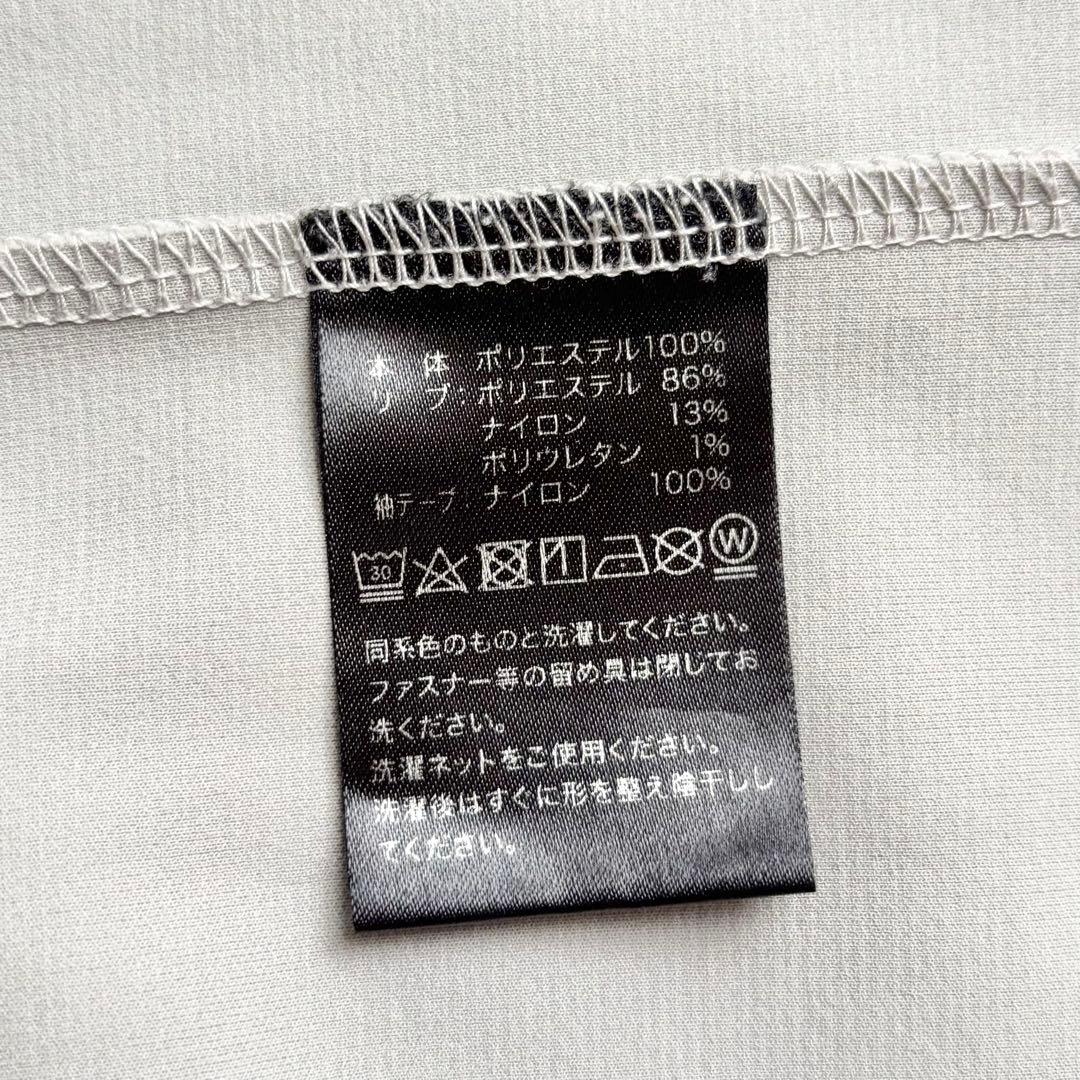 本 体 ポリエステル100%
リ ブ:ポリエステル 86%
ナイロン 13%
ポリウレタン 1%
袖テープ:ナイロン 100%
30 W
同系色のものと洗濯してください。
ファスナー等の留め具は閉じてお
洗ください。
洗濯ネットをご使用ください。
洗濯後はすぐに形を整え陰干しし
てください。